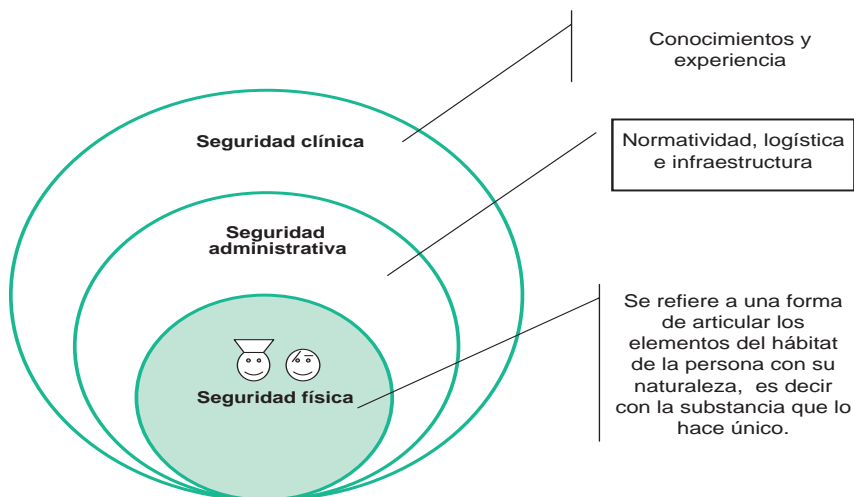 Conocimientos y
experiencia
Seguridad clínica
Normatividad, logística
e infraestructura
Seguridad
administrativa
Se refiere a una forma
de articular los
elementos del hábitat
de la persona con su
naturaleza, es decir
con la substancia que lo
hace único.
Seguridad física